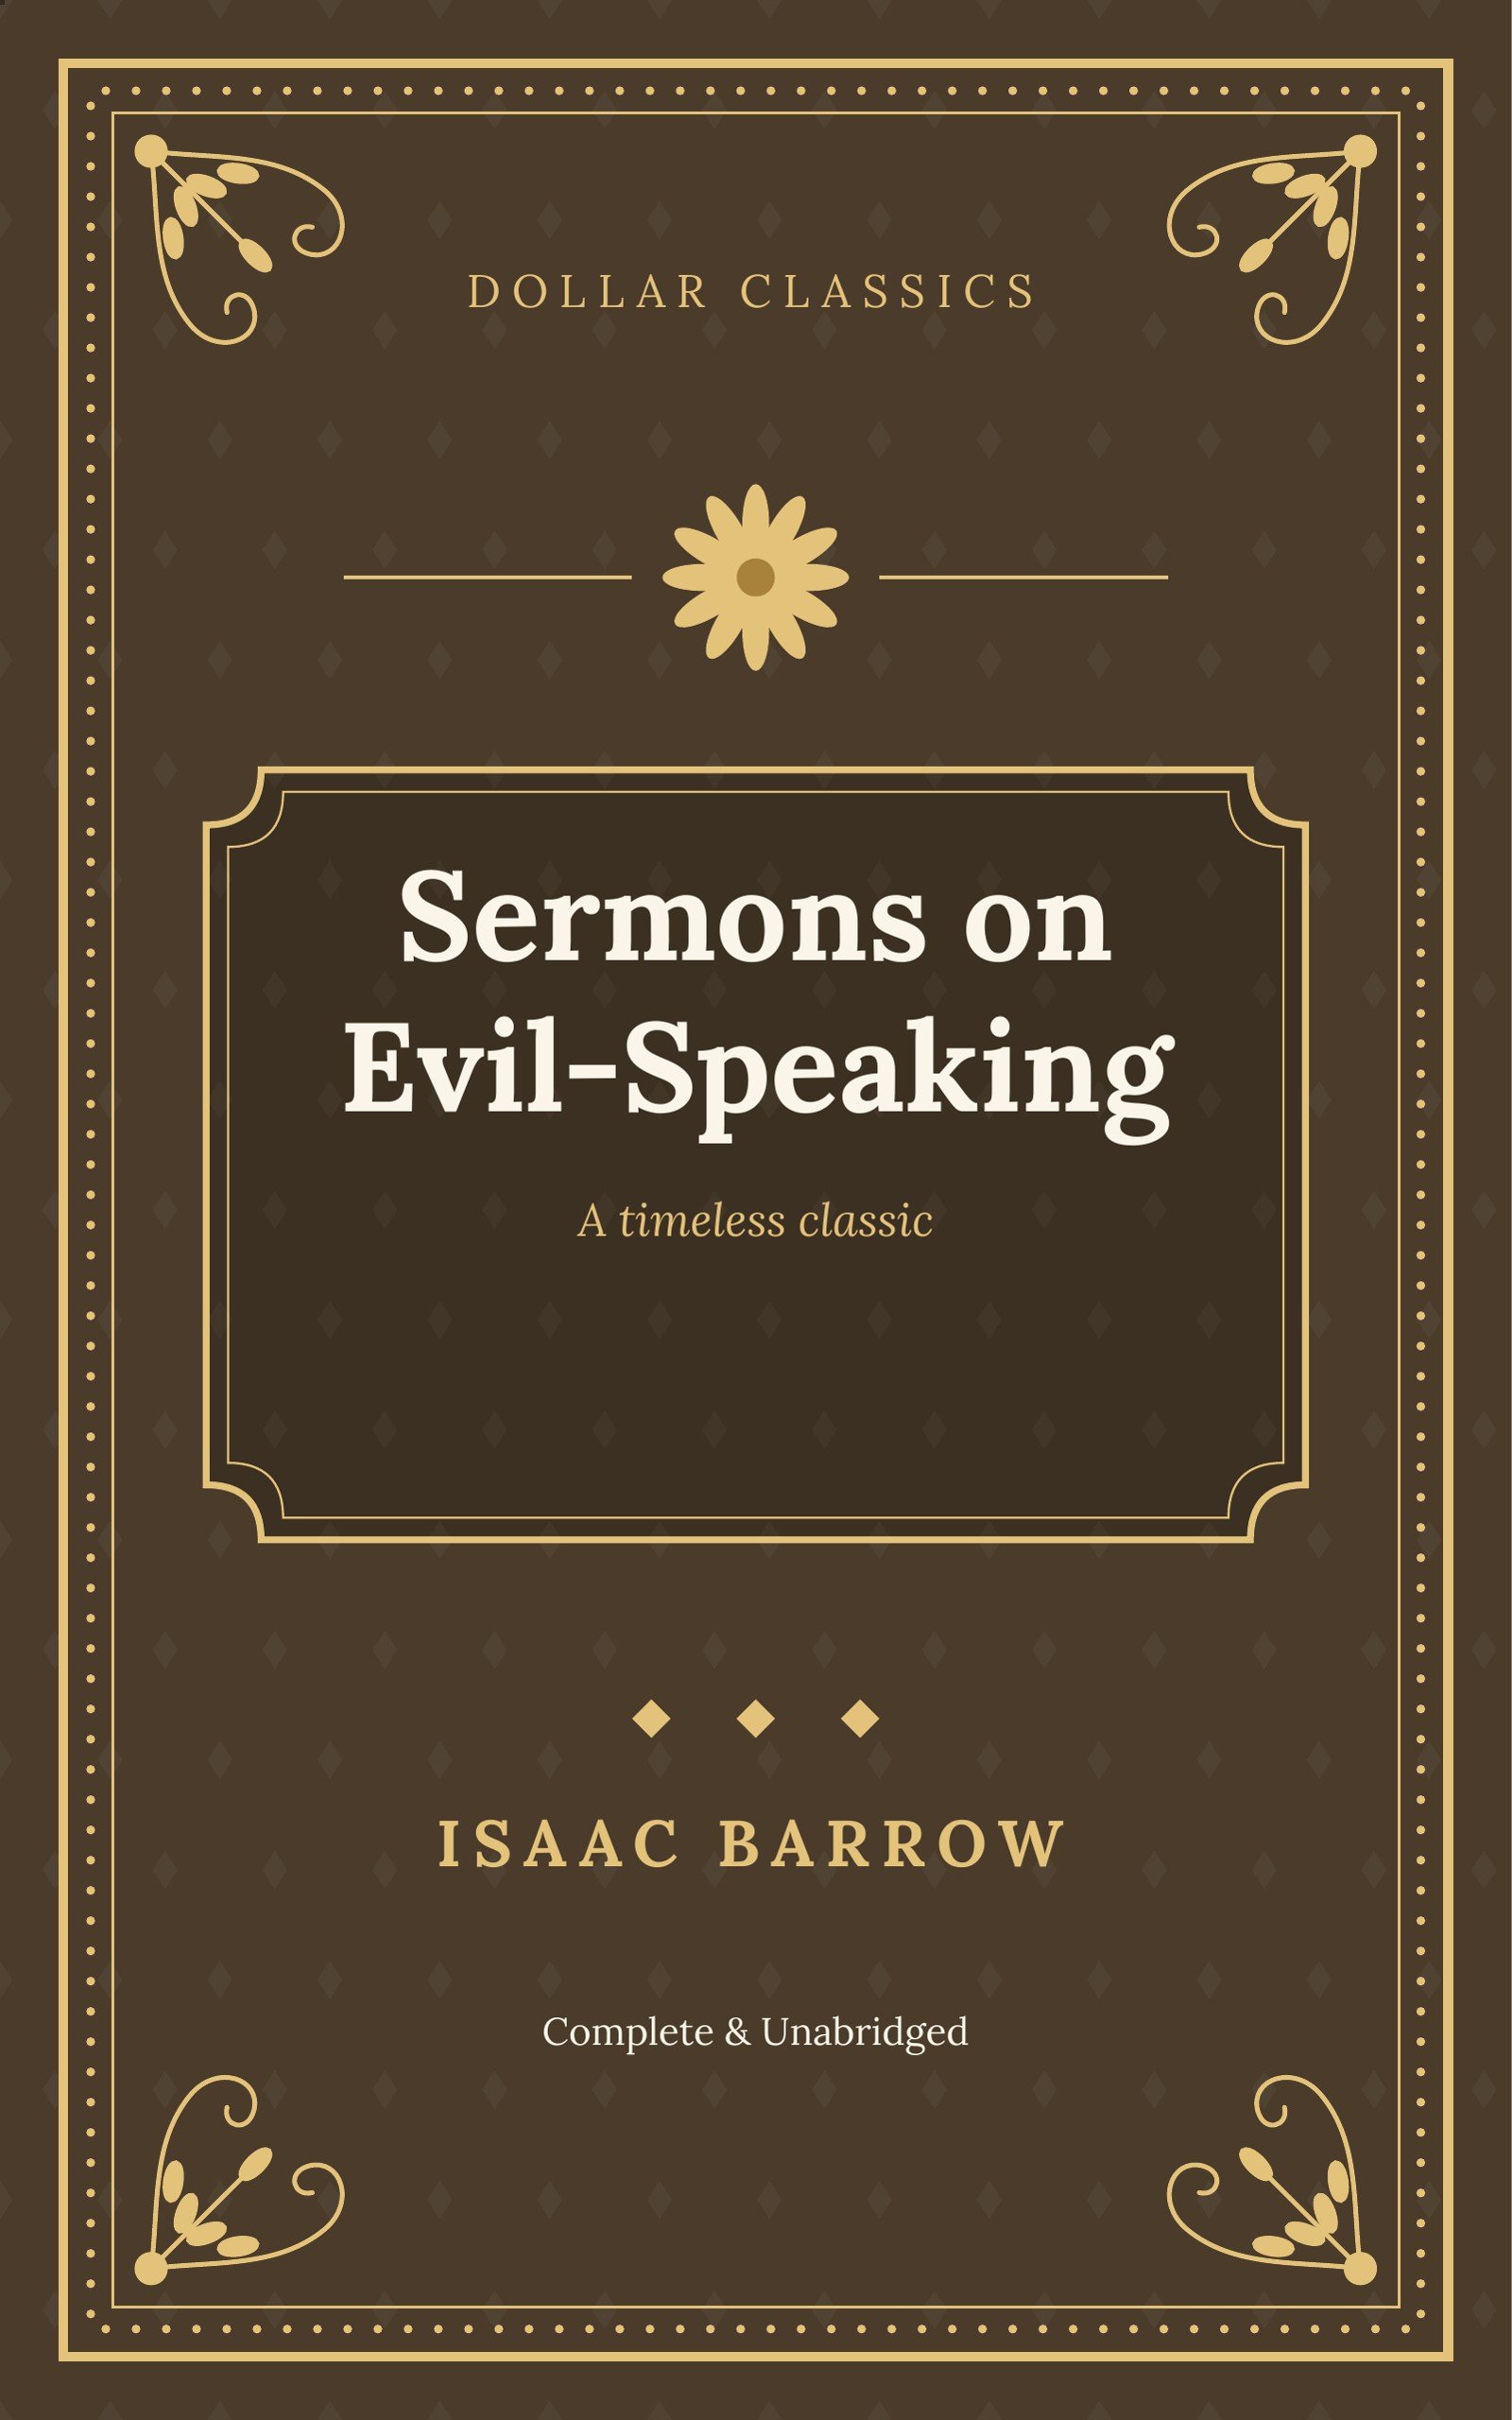 DOLLAR CLASSICS
Sermons on
Evil-Speaking
A timeless classic
ISAAC BARROW
Complete & Unabridged